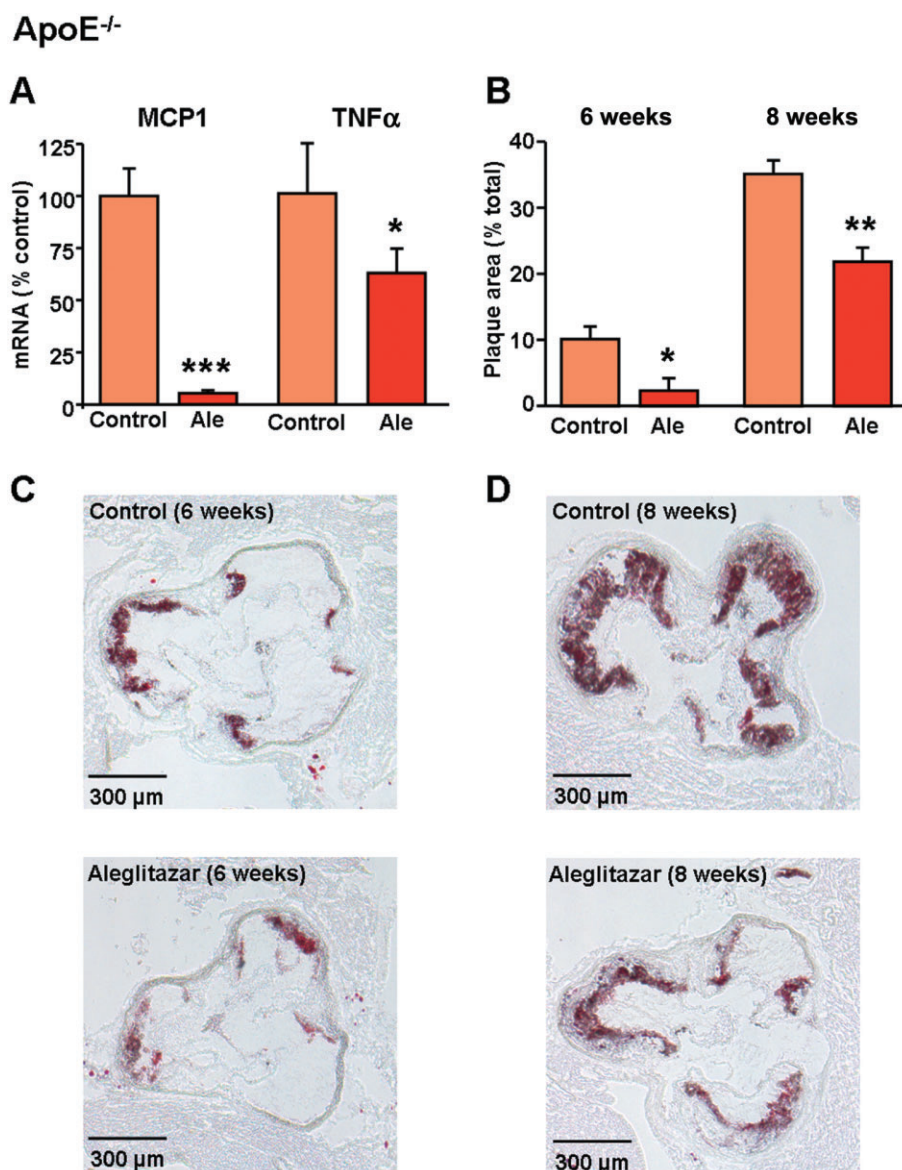 ApoE-/-
A
MCP1 TNFα
mRNA (% control)
125
100
75
50
25
0
***
*
Control Ale Control Ale
B
6 weeks 8 weeks
Plaque area (% total)
40
30
20
10
0
*
**
Control Ale Control Ale
C
Control (6 weeks)
300 µm
D
Control (8 weeks)
300 µm
Aleglitazar (6 weeks)
300 µm
Aleglitazar (8 weeks)
300 µm